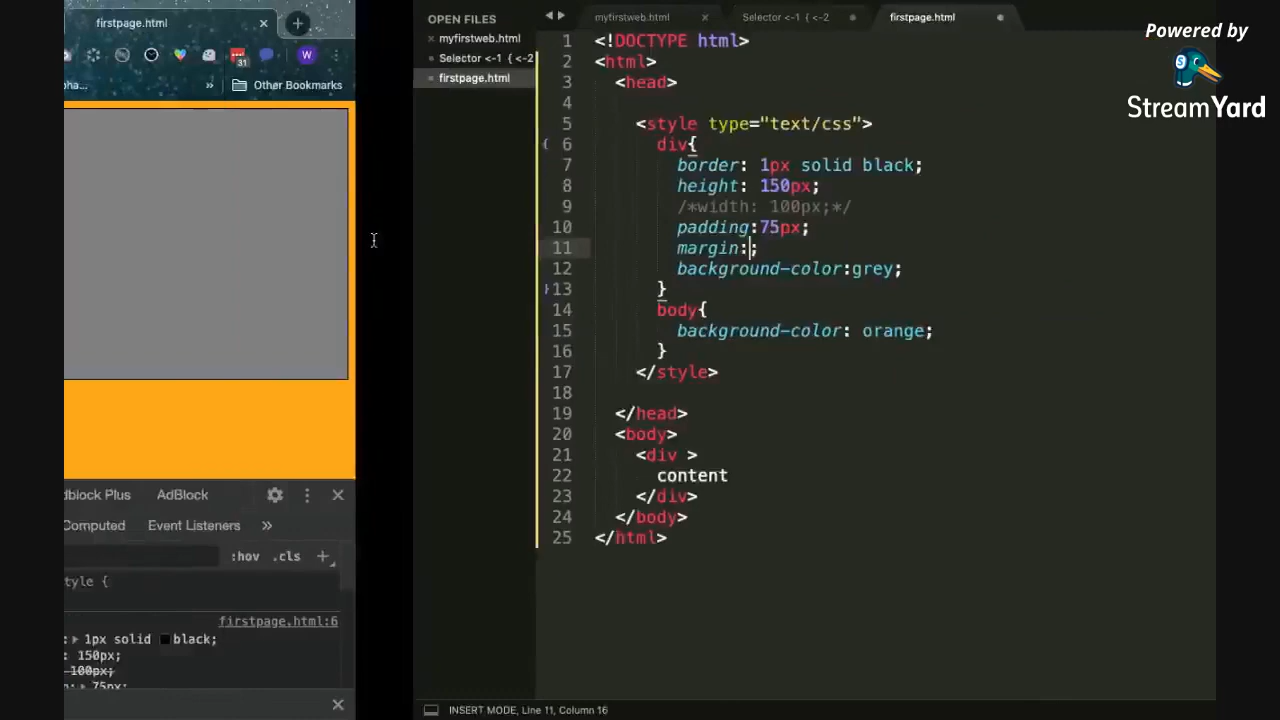 firstpage.html
31
W
ha...
»
Other Bookmarks
dblock Plus
AdBlock
Computed
Event Listeners
»
:hov
.cls
+
tyle {
firstpage.html:6
: 1px solid black;
: 150px;
100px;
: 75px;
OPEN FILES
myfirstweb.html
Selector <-1 { <-2
firstpage.html
myfirstweb.html
Selector <-1 { <-2
firstpage.html
1 <!DOCTYPE html>
2 <html>
3 <head>
4
5 <style type="text/css">
6 div{
7 border: 1px solid black;
8 height: 150px;
9 /*width: 100px;*/
10 padding:75px;
11 margin:;
12 background-color:grey;
13 }
14 body{
15 background-color: orange;
16 }
17 </style>
18
19 </head>
20 <body>
21 <div >
22 content
23 </div>
24 </body>
25 </html>
INSERT MODE, Line 11, Column 16
Powered by
S
StreamYard